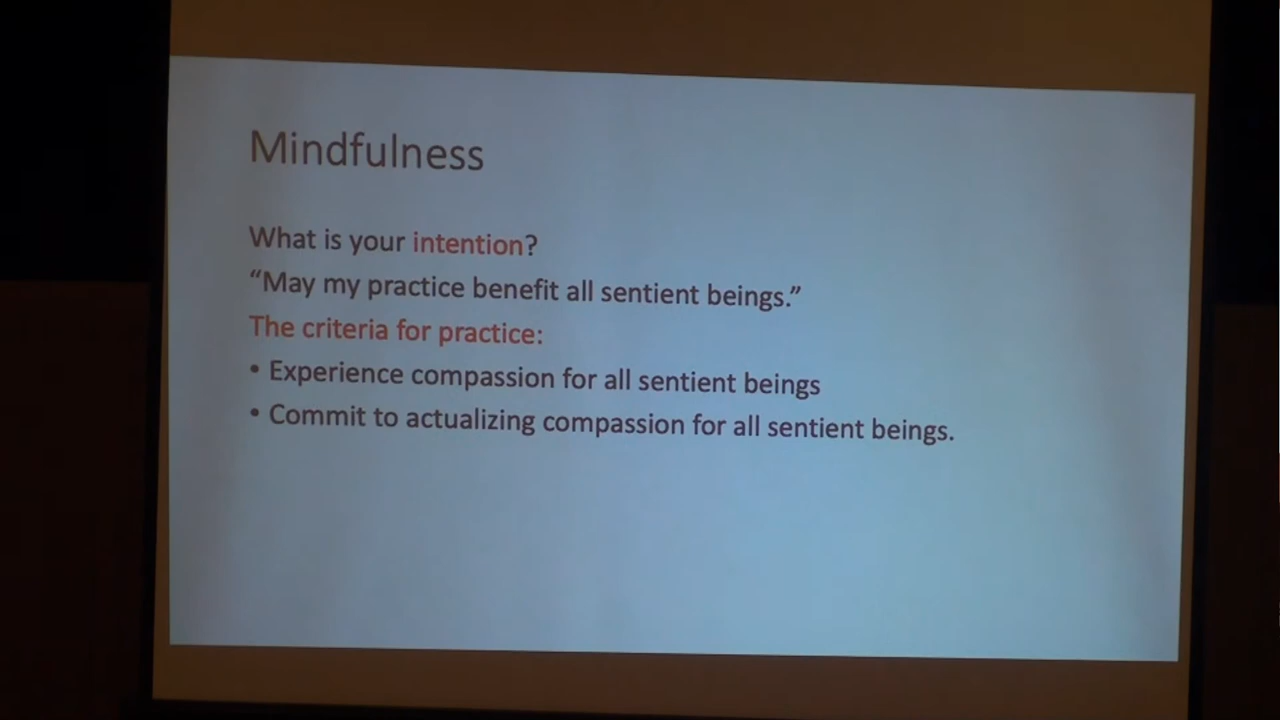 Mindfulness
What is your intention?
“May my practice benefit all sentient beings.”
The criteria for practice:
• Experience compassion for all sentient beings
• Commit to actualizing compassion for all sentient beings.